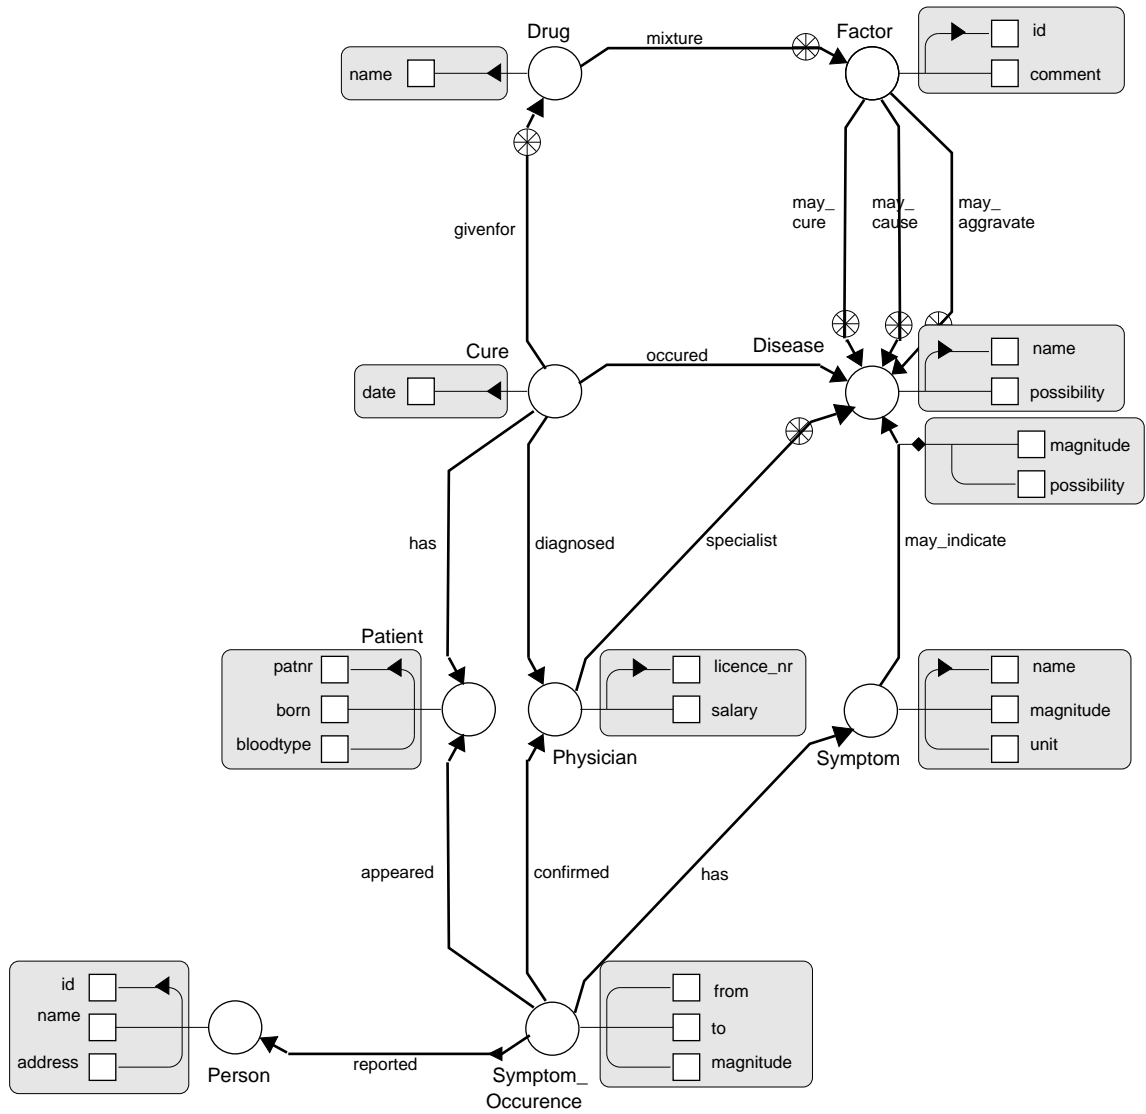 Drug
Factor
mixture
id
name
comment
may_
cure
may_
cause
may_
aggravate
givenfor
Cure
occured
Disease
name
date
possibility
magnitude
possibility
has
diagnosed
specialist
may_indicate
Patient
patnr
born
bloodtype
licence_nr
salary
Physician
name
magnitude
unit
Symptom
appeared
confirmed
has
id
name
address
from
to
magnitude
reported
Person
Symptom_
Occurence